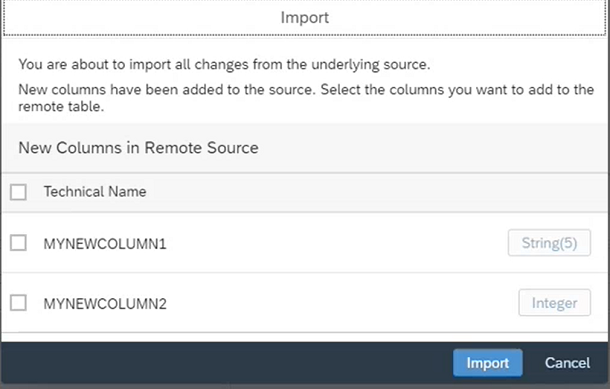 Import
You are about to import all changes from the underlying source.
New columns have been added to the source. Select the columns you want to add to the
remote table.
New Columns in Remote Source
Technical Name
MYNEWCOLUMN1 String(5)
MYNEWCOLUMN2 Integer
Import Cancel